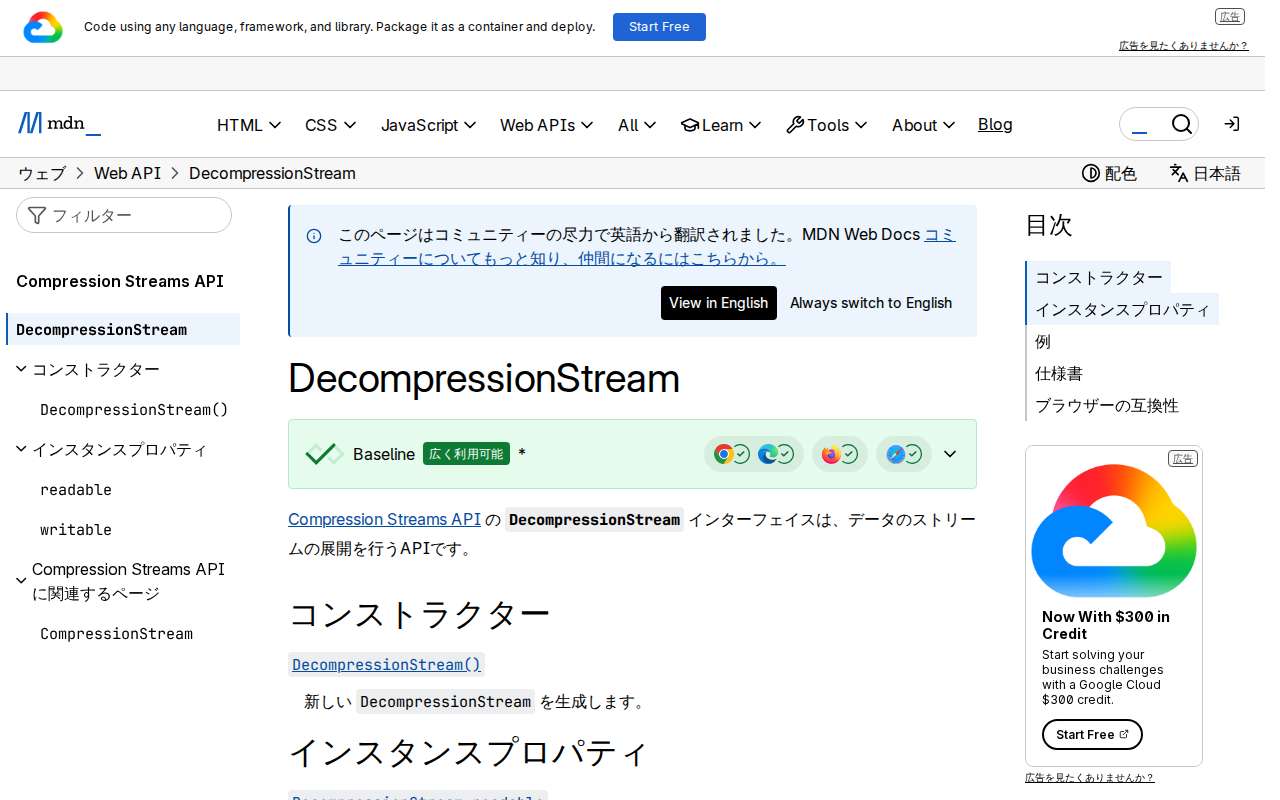 Code using any language, framework, and library. Package it as a container and deploy.
Start Free
広告
広告を見たくありませんか？
mdn_
HTML
CSS
JavaScript
Web APIs
All
Learn
Tools
About
Blog
ウェブ
Web API
DecompressionStream
配色
日本語
フィルター
Compression Streams API
DecompressionStream
コンストラクター
DecompressionStream()
インスタンスプロパティ
readable
writable
Compression Streams API
に関連するページ
CompressionStream
このページはコミュニティーの尽力で英語から翻訳されました。MDN Web Docs コミ
ュニティーについてもっと知り、仲間になるにはこちらから。
View in English
Always switch to English
DecompressionStream
Baseline 広く利用可能 *
Compression Streams API の DecompressionStream インターフェイスは、データのストリー
ムの展開を行うAPIです。
コンストラクター
DecompressionStream()
新しい DecompressionStream を生成します。
インスタンスプロパティ
DecompressionStream.readable
目次
コンストラクター
インスタンスプロパティ
例
仕様書
ブラウザーの互換性
広告
Now With $300 in
Credit
Start solving your
business challenges
with a Google Cloud
$300 credit.
Start Free
広告を見たくありませんか？